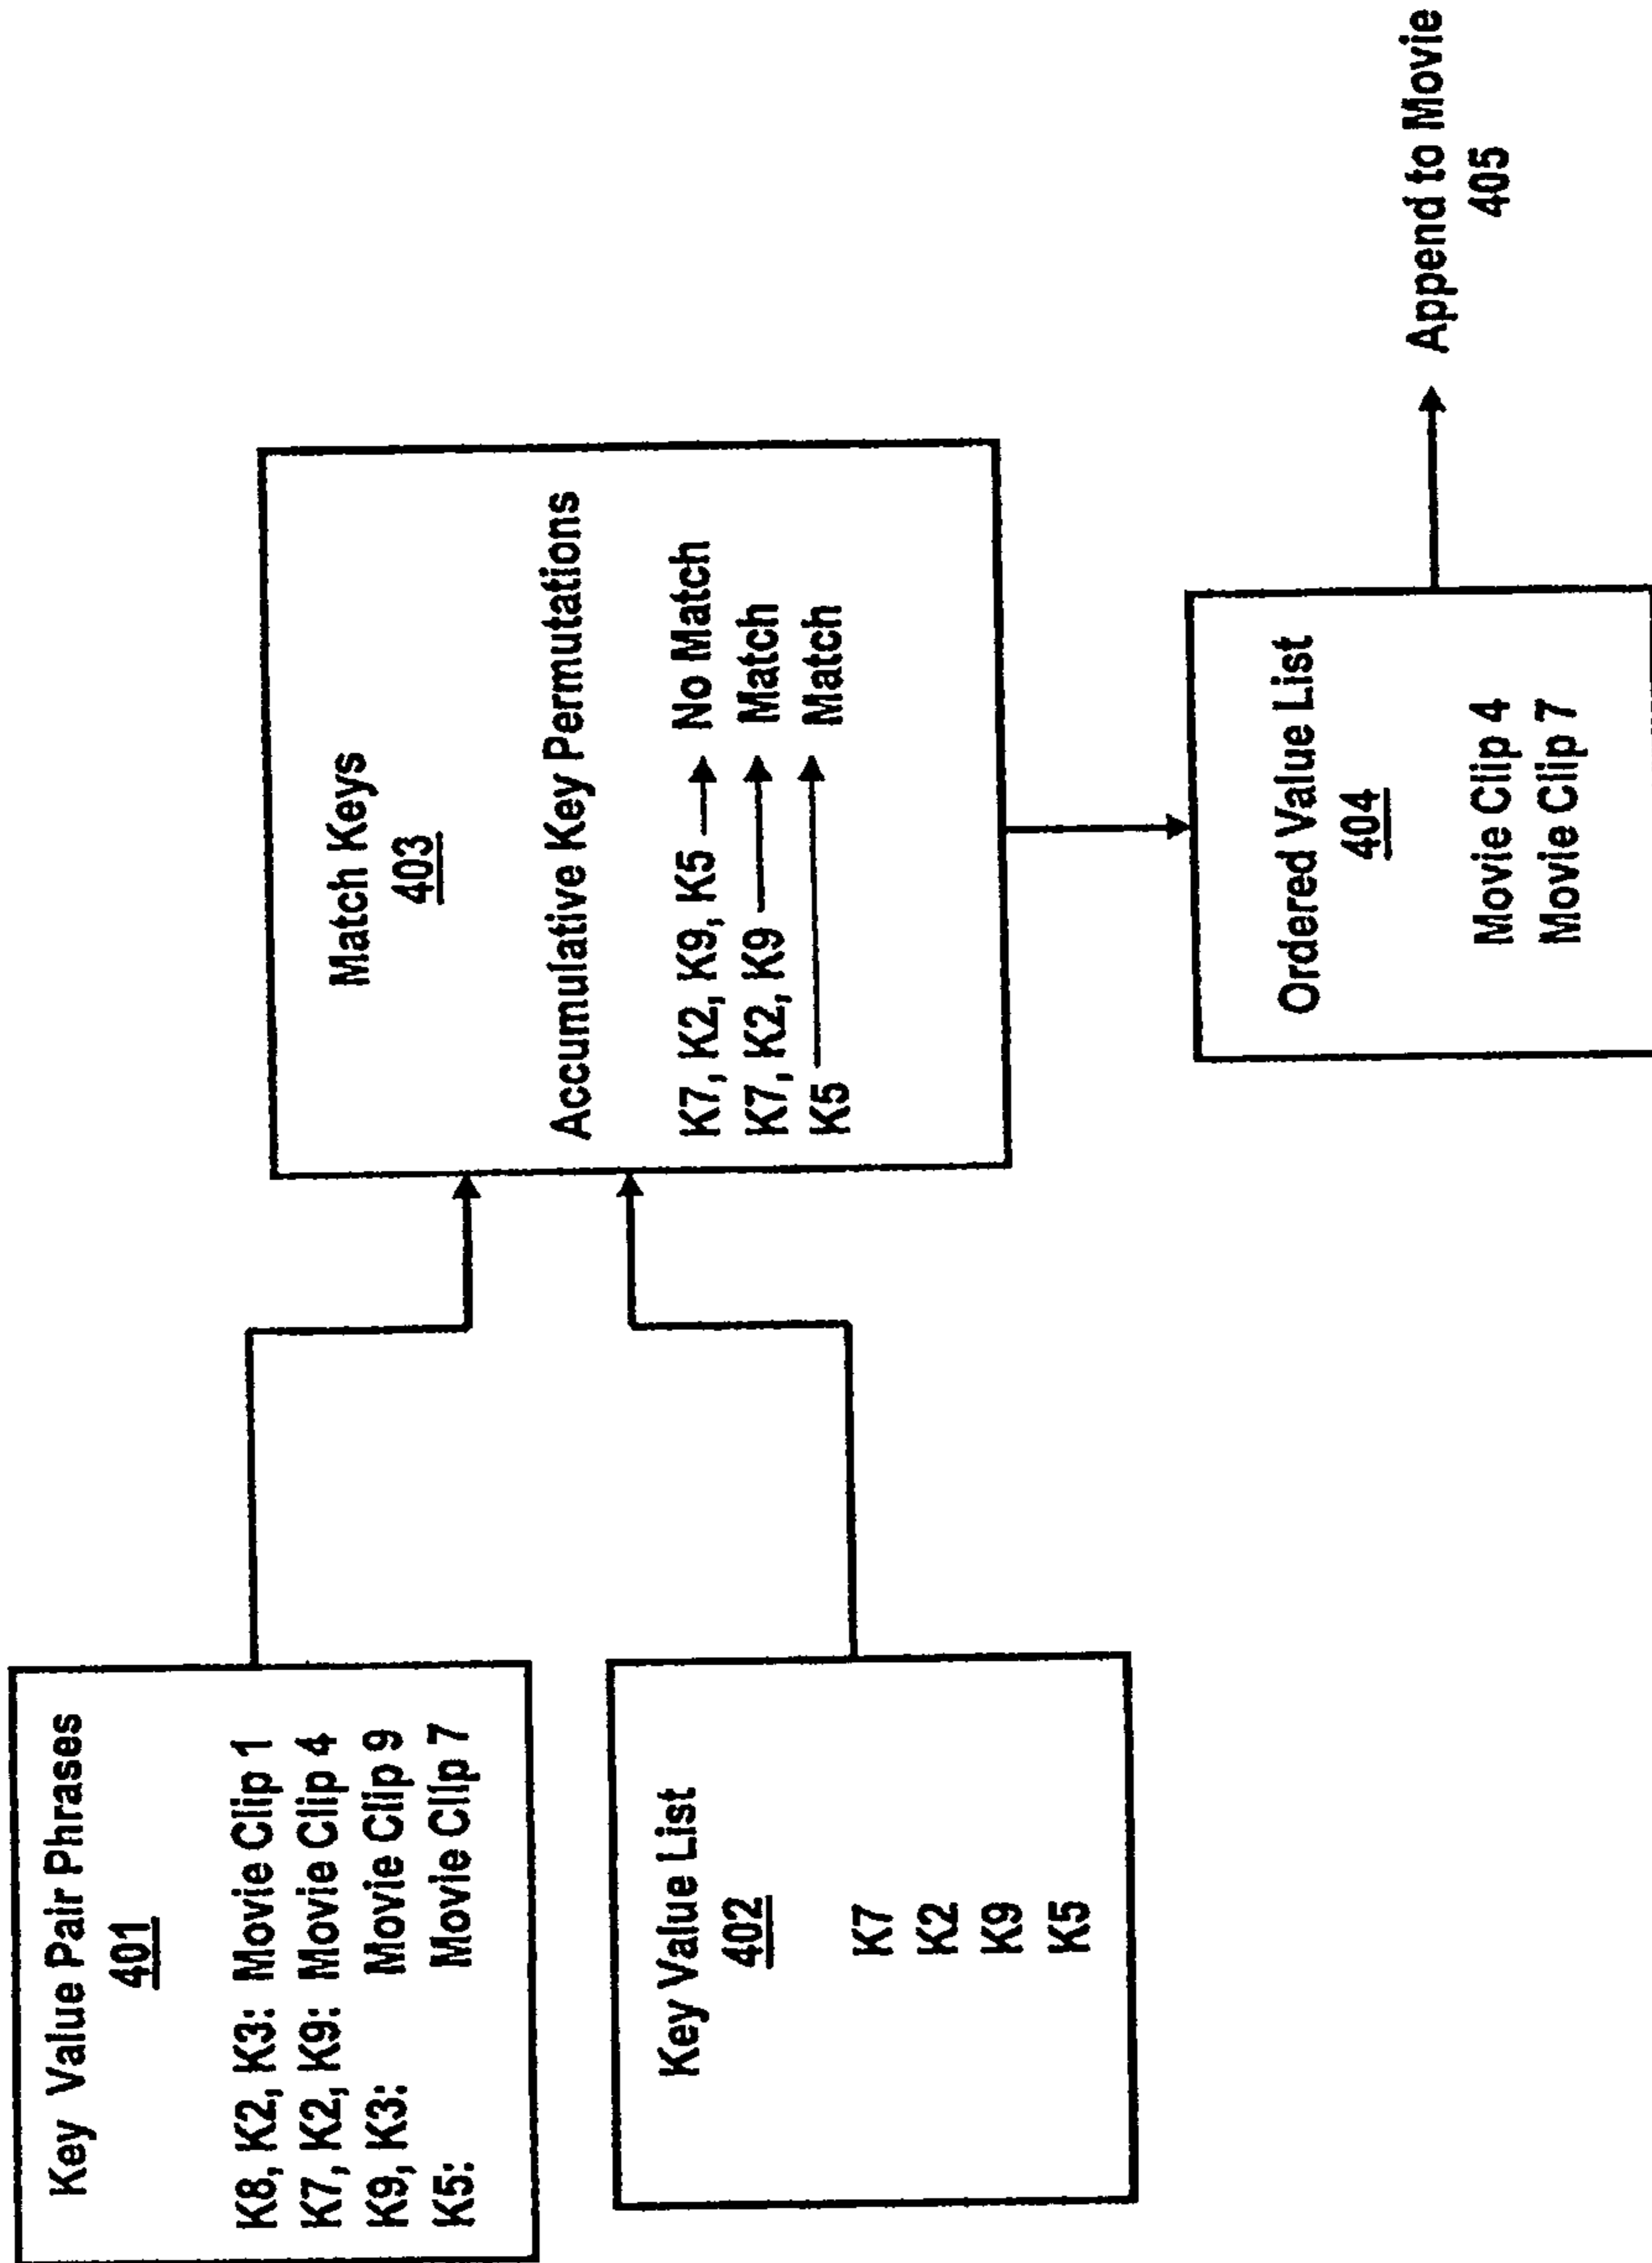 Key Value Pair Phrases
401
K8, K2, K3: Movie Clip 1
K7, K2, K9: Movie Clip 4
K9, K3: Movie Clip 9
K5: Movie Clip 7
Key Value List
402
K7
K2
K9
K5
Match Keys
403
Accumulative Key Permutations
K7, K2, K9, K5 No Match
K7, K2, K9 Match
K5 Match
Ordered Value List
404
Movie Clip 4
Movie Clip 7
Append to Movie
405